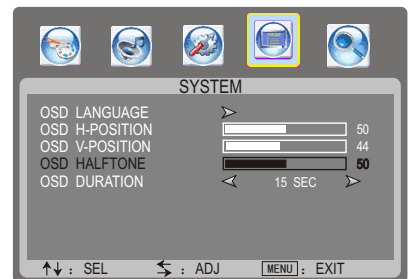 SYSTEM
OSD LANGUAGE
OSD H-POSITION 50
OSD V-POSITION 44
OSD HALFTONE 50
OSD DURATION 15 SEC
: SEL : ADJ MENU : EXIT